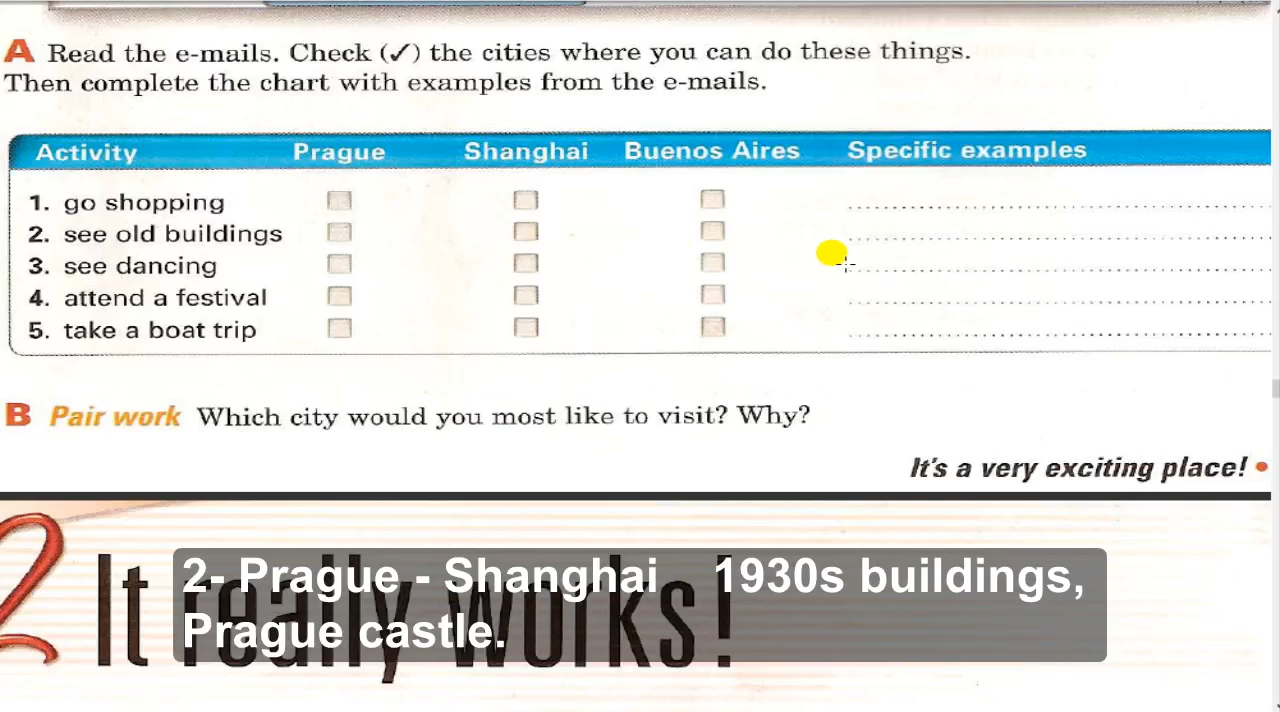 A Read the e-mails. Check (✓) the cities where you can do these things.
Then complete the chart with examples from the e-mails.
Activity Prague Shanghai Buenos Aires Specific examples
1. go shopping
2. see old buildings
3. see dancing
4. attend a festival
5. take a boat trip
B Pair work Which city would you most like to visit? Why?
It's a very exciting place! •
2 It really works!
2- Prague - Shanghai 1930s buildings,
Prague castle.